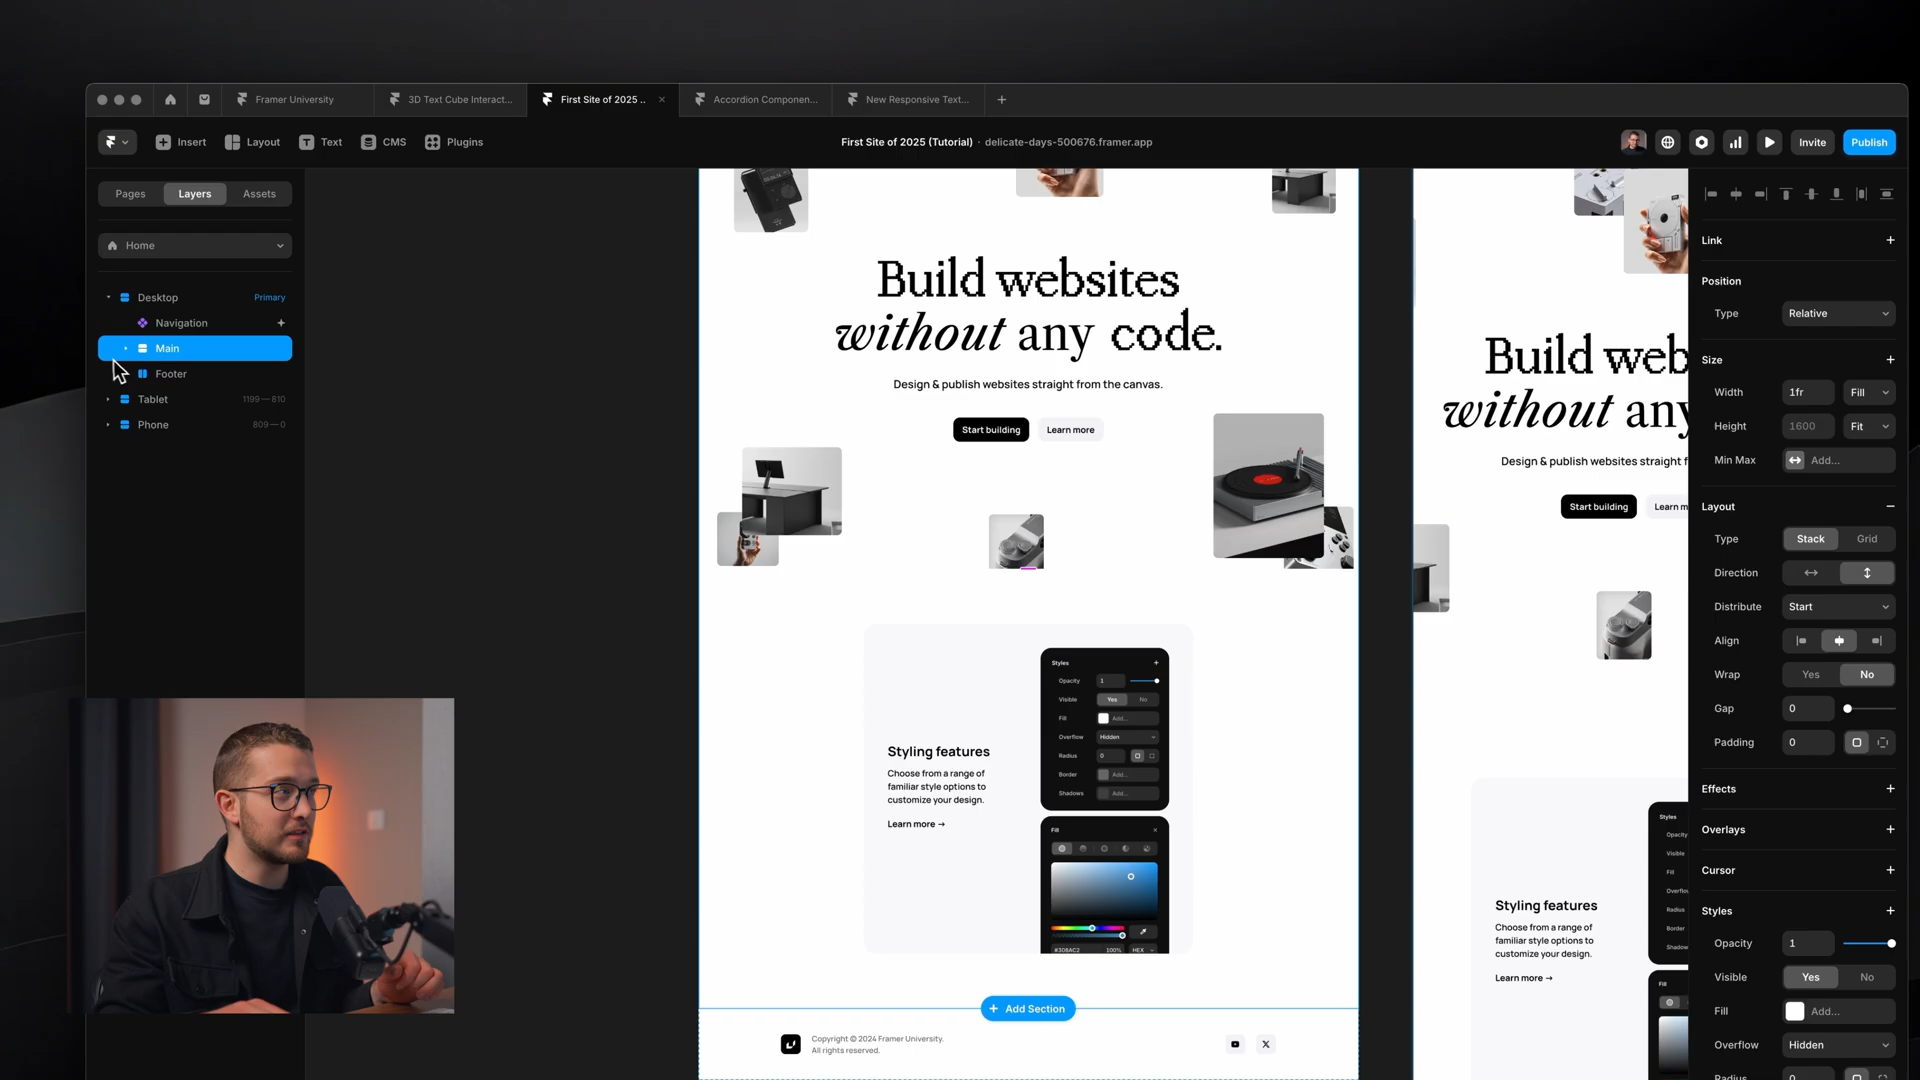 Framer University
3D Text Cube Interact...
First Site of 2025 ..
Accordion Componen...
New Responsive Text...
Insert
Layout
Text
CMS
Plugins
First Site of 2025 (Tutorial) · delicate-days-500676.framer.app
Invite
Publish
Pages
Layers
Assets
Home
Desktop
Primary
Navigation
Main
Footer
Tablet
1199—810
Phone
809—0
Build websites
without any code.
Design & publish websites straight from the canvas.
Start building
Learn more
Styling features
Choose from a range of
familiar style options to
customize your design.
Learn more →
Styles
Opacity
1
Visible
Yes
No
Fill
Add...
Overflow
Hidden
Radius
0
Border
Add...
Shadows
Add...
Fill
#308AC2
100%
HEX
Add Section
Copyright © 2024 Framer University.
All rights reserved.
Build web
without any
Design & publish websites straight f
Start building
Learn m
Styling features
Choose from a range of
familiar style options to
customize your design.
Learn more →
Styles
Opacity
Visible
Fill
Overflow
Radius
Border
Shadow
Fill
Link
Position
Type
Relative
Size
Width
1fr
Fill
Height
1600
Fit
Min Max
Add...
Layout
Type
Stack
Grid
Direction
Distribute
Start
Align
Wrap
Yes
No
Gap
0
Padding
0
Effects
Overlays
Cursor
Styles
Opacity
1
Visible
Yes
No
Fill
Add...
Overflow
Hidden
Radius
0